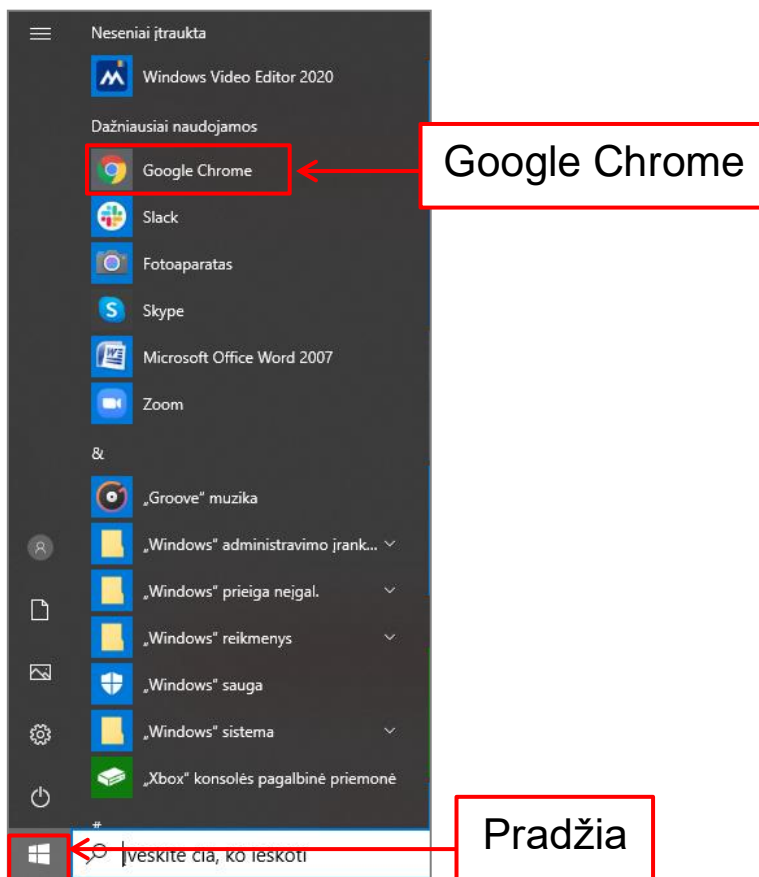 Neseniai įtraukta
Windows Video Editor 2020
Dažniausiai naudojamos
Google Chrome
Google Chrome
Slack
Fotoaparatas
Skype
Microsoft Office Word 2007
Zoom
&
„Groove“ muzika
„Windows“ administravimo įrank...
„Windows“ prieiga neįgal.
„Windows“ reikmenys
„Windows“ sauga
„Windows“ sistema
„Xbox“ konsolės pagalbinė priemonė
#
Pradžia
Įveskite čia, ko ieškoti